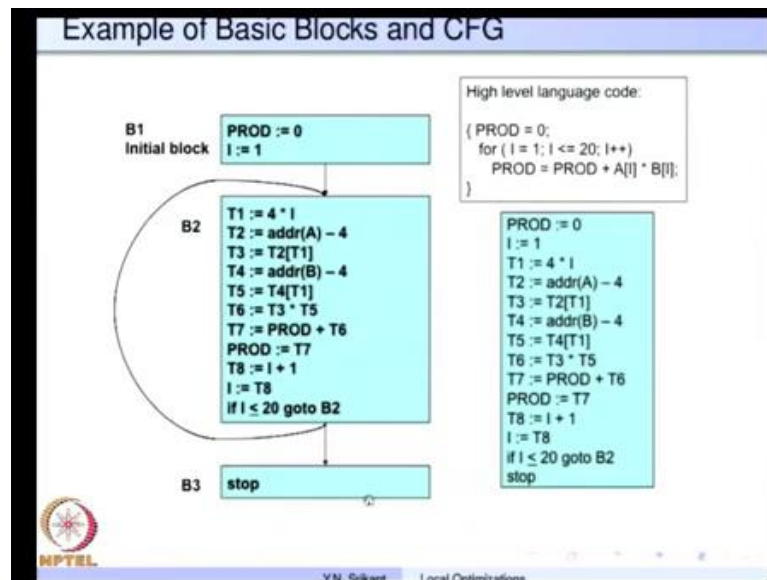 Example of Basic Blocks and CFG
B1
Initial block
PROD := 0
I := 1
B2
T1 := 4 * I
T2 := addr(A) – 4
T3 := T2[T1]
T4 := addr(B) – 4
T5 := T4[T1]
T6 := T3 * T5
T7 := PROD + T6
PROD := T7
T8 := I + 1
I := T8
if I ≤ 20 goto B2
B3
stop
High level language code:
{ PROD = 0;
for ( I = 1; I <= 20; I++)
PROD = PROD + A[I] * B[I];
}
PROD := 0
I := 1
T1 := 4 * I
T2 := addr(A) – 4
T3 := T2[T1]
T4 := addr(B) – 4
T5 := T4[T1]
T6 := T3 * T5
T7 := PROD + T6
PROD := T7
T8 := I + 1
I := T8
if I ≤ 20 goto B2
stop
NPTEL
Y.N. Srikant
Local Optimizations